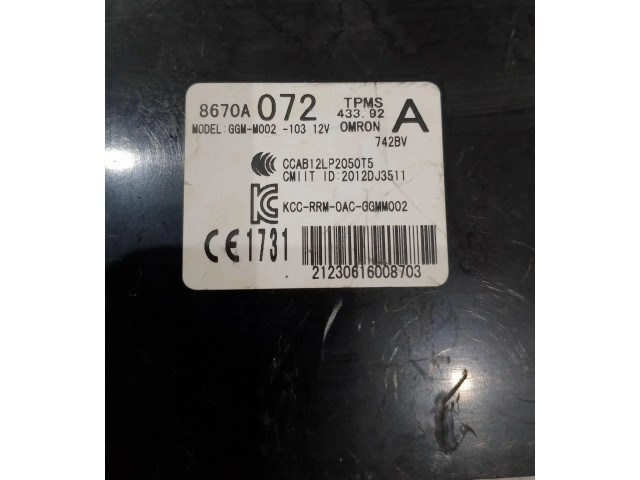 8670A 072 TPMS 433.92 A
MODEL:GGM-M002 -103 12V OMRON
742BV
CCAB12LP2050T5
CMIIT ID:2012DJ3511
KCC-RRM-OAC-GGMM002
CE1731
21230616008703